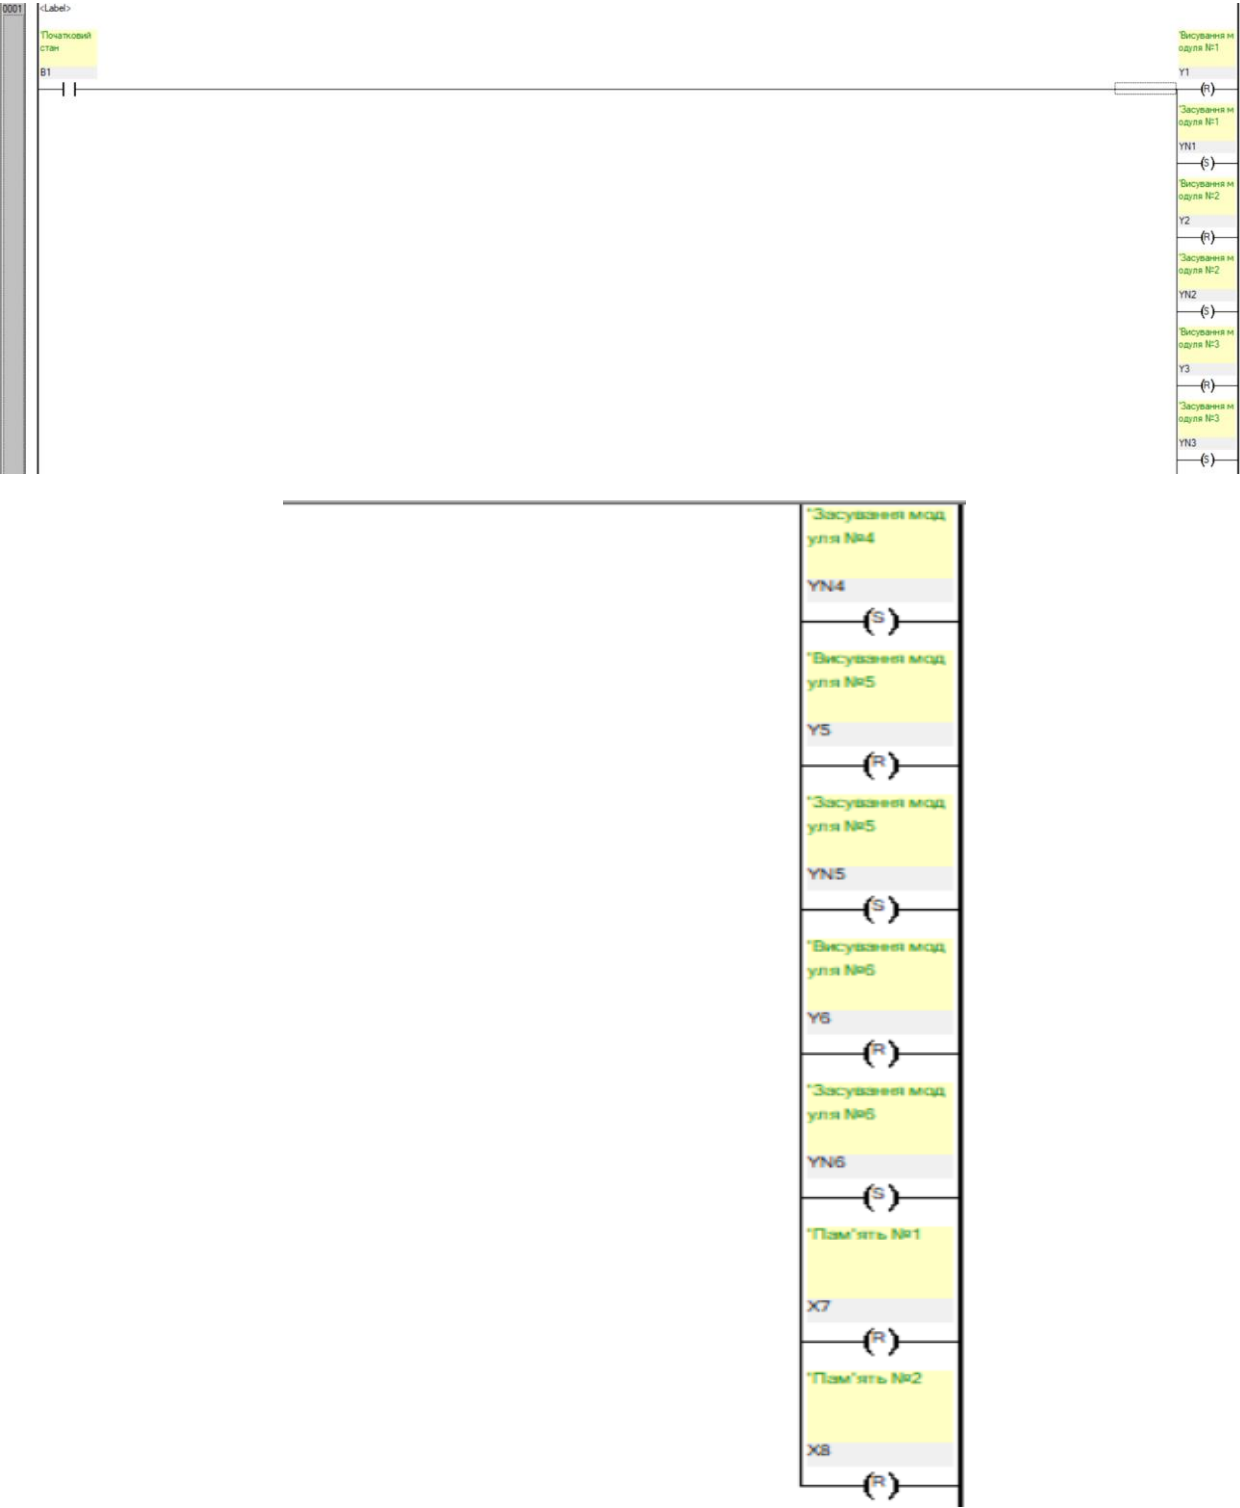 0001
<Label>
"Початковий
стан
B1
"Висування м
одуля №1
Y1
(R)
"Засування м
одуля №1
YN1
(S)
"Висування м
одуля №2
Y2
(R)
"Засування м
одуля №2
YN2
(S)
"Висування м
одуля №3
Y3
(R)
"Засування м
одуля №3
YN3
(S)
"Засування мод
уля №4
YN4
(S)
"Висування мод
уля №5
Y5
(R)
"Засування мод
уля №5
YN5
(S)
"Висування мод
уля №6
Y6
(R)
"Засування мод
уля №6
YN6
(S)
"Пам'ять №1
X7
(R)
"Пам'ять №2
X8
(R)